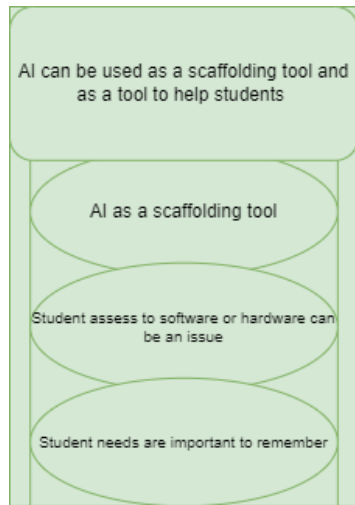 AI can be used as a scaffolding tool and
as a tool to help students
AI as a scaffolding tool
Student assess to software or hardware can
be an issue
Student needs are important to remember